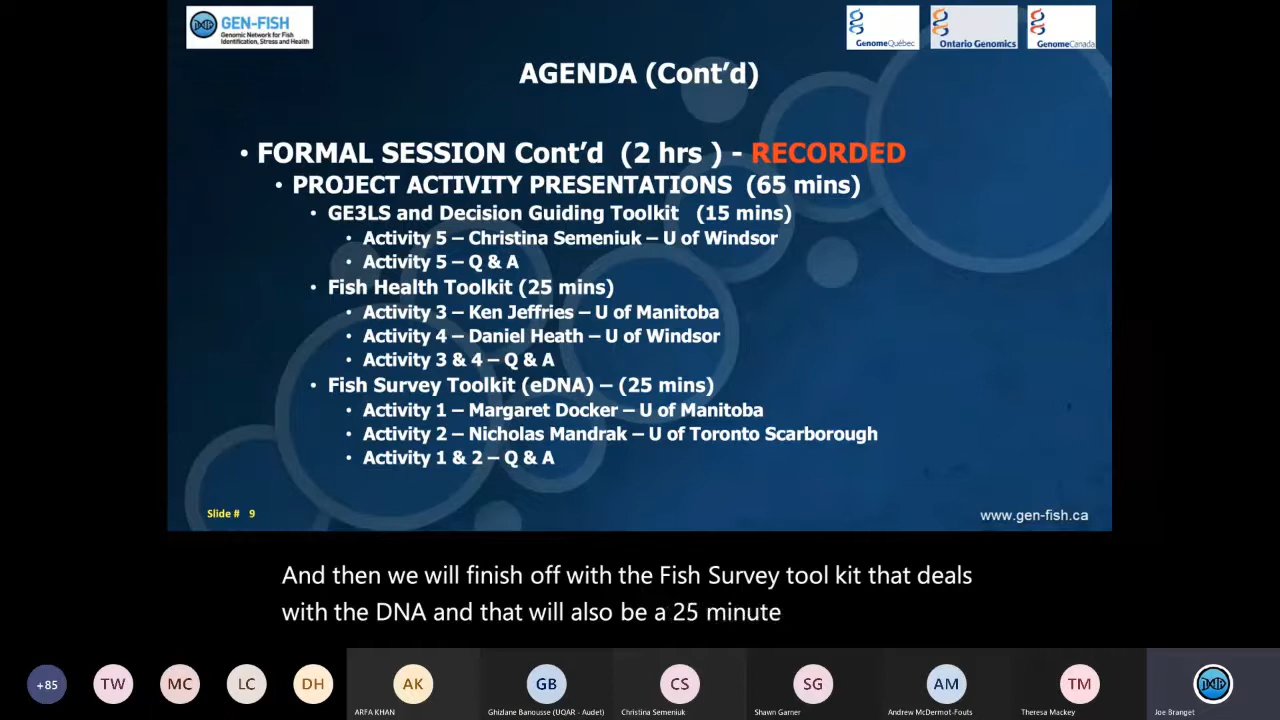 GEN-FISH
Genomic Network for Fish
Identification, Stress and Health
GenomeQuébec
Ontario Genomics
GenomeCanada
AGENDA (Cont’d)
• FORMAL SESSION Cont’d (2 hrs ) - RECORDED
• PROJECT ACTIVITY PRESENTATIONS (65 mins)
• GE3LS and Decision Guiding Toolkit (15 mins)
• Activity 5 – Christina Semeniuk – U of Windsor
• Activity 5 – Q & A
• Fish Health Toolkit (25 mins)
• Activity 3 – Ken Jeffries – U of Manitoba
• Activity 4 – Daniel Heath – U of Windsor
• Activity 3 & 4 – Q & A
• Fish Survey Toolkit (eDNA) – (25 mins)
• Activity 1 – Margaret Docker – U of Manitoba
• Activity 2 – Nicholas Mandrak – U of Toronto Scarborough
• Activity 1 & 2 – Q & A
Slide # 9
www.gen-fish.ca
And then we will finish off with the Fish Survey tool kit that deals
with the DNA and that will also be a 25 minute
+85 TW MC LC DH AK GB CS SG AM TM
ARFA KHAN Ghizlane Banousse (UQAR - Audet) Christina Semeniuk Shawn Garner Andrew McDermot-Fouts Theresa Mackey Joe Branget